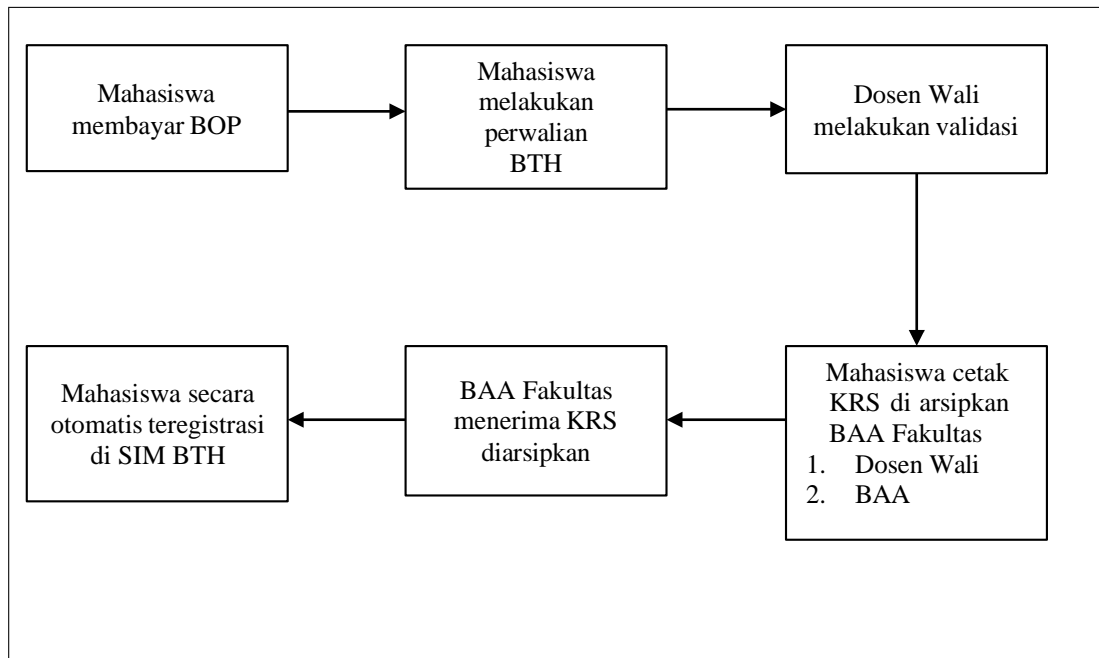 Mahasiswa
membayar BOP
Mahasiswa
melakukan
perwalian
BTH
Dosen Wali
melakukan validasi
Mahasiswa cetak
KRS di arsipkan
BAA Fakultas
1. Dosen Wali
2. BAA
BAA Fakultas
menerima KRS
diarsipkan
Mahasiswa secara
otomatis teregistrasi
di SIM BTH